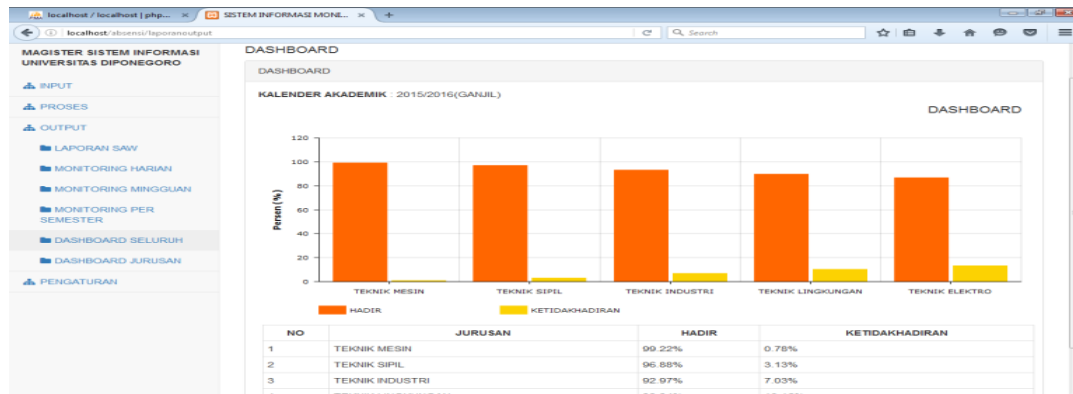 localhost / localhost | php...
SISTEM INFORMASI MONI...
localhost/absensi/laporanoutput
Search
MAGISTER SISTEM INFORMASI
UNIVERSITAS DIPONEGORO
INPUT
PROSES
OUTPUT
LAPORAN SAW
MONITORING HARIAN
MONITORING MINGGUAN
MONITORING PER
SEMESTER
DASHBOARD SELURUH
DASHBOARD JURUSAN
PENGATURAN
DASHBOARD
DASHBOARD
KALENDER AKADEMIK : 2015/2016(GANJIL)
DASHBOARD
Persen (%)
120
100
80
60
40
20
0
TEKNIK MESIN TEKNIK SIPIL TEKNIK INDUSTRI TEKNIK LINGKUNGAN TEKNIK ELEKTRO
HADIR KETIDAKHADIRAN
NO JURUSAN HADIR KETIDAKHADIRAN
1 TEKNIK MESIN 99.22% 0.78%
2 TEKNIK SIPIL 96.88% 3.13%
3 TEKNIK INDUSTRI 92.97% 7.03%